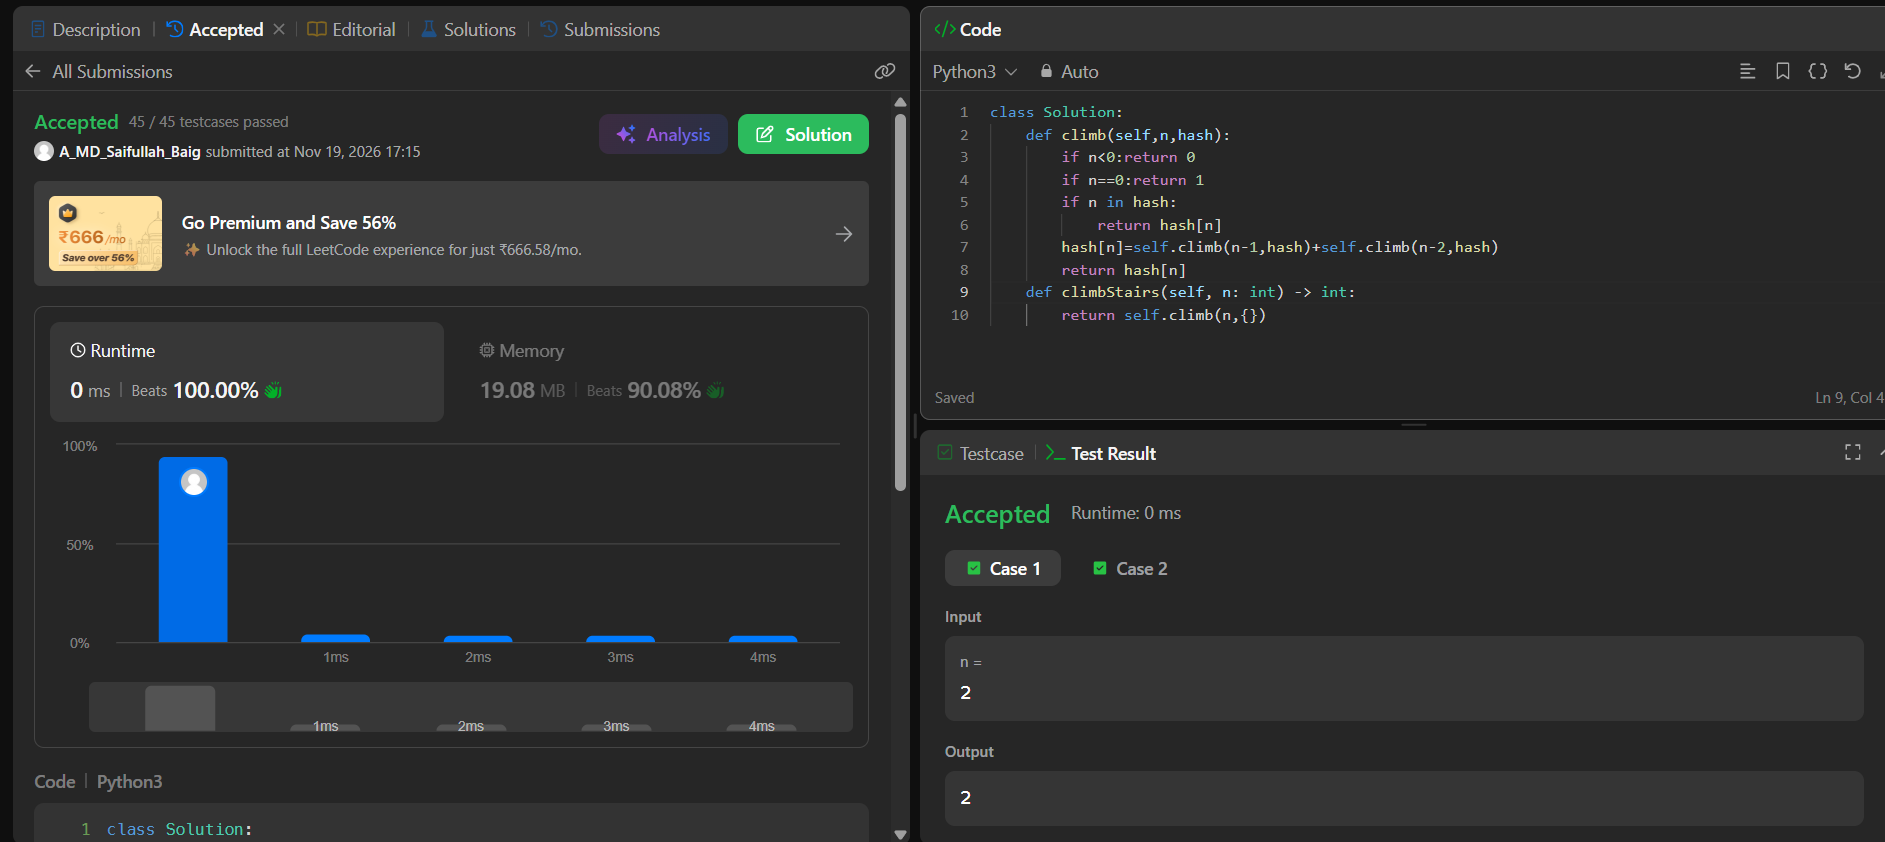 Description
Accepted
Editorial
Solutions
Submissions
All Submissions
Accepted 45 / 45 testcases passed
A_MD_Saifullah_Baig submitted at Nov 19, 2026 17:15
Analysis
Solution
₹666 /mo
Save over 56%
Go Premium and Save 56%
✨ Unlock the full LeetCode experience for just ₹666.58/mo.
Runtime
0 ms | Beats 100.00%
Memory
19.08 MB | Beats 90.08%
100%
50%
0%
1ms 2ms 3ms 4ms
1ms 2ms 3ms 4ms
Code | Python3
1 class Solution:
</> Code
Python3 Auto
1 class Solution:
2 def climb(self,n,hash):
3 if n<0:return 0
4 if n==0:return 1
5 if n in hash:
6 return hash[n]
7 hash[n]=self.climb(n-1,hash)+self.climb(n-2,hash)
8 return hash[n]
9 def climbStairs(self, n: int) -> int:
10 return self.climb(n,{})
Saved
Ln 9, Col 4
Testcase
Test Result
Accepted Runtime: 0 ms
Case 1 Case 2
Input
n =
2
Output
2